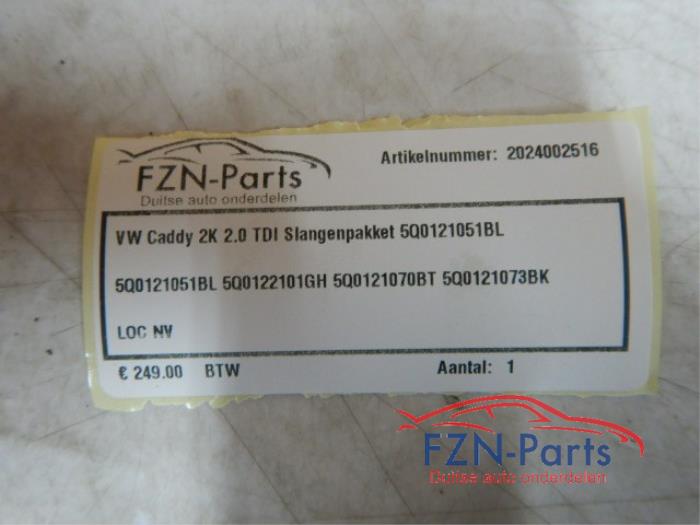 FZN-Parts
Duitse auto onderdelen
Artikelnummer: 2024002516
VW Caddy 2K 2.0 TDI Slangenpakket 5Q0121051BL
5Q0121051BL 5Q0122101GH 5Q0121070BT 5Q0121073BK
LOC NV
€ 249.00 BTW Aantal: 1
FZN-Parts
Duitse auto onderdelen